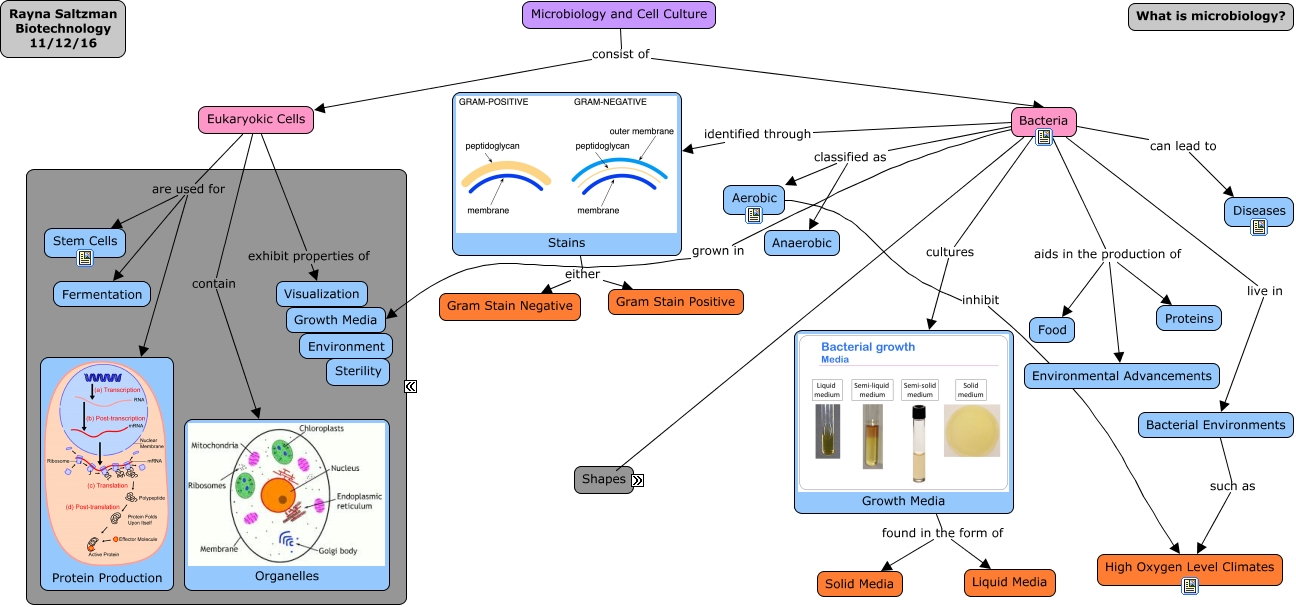 Rayna Saltzman
Biotechnology
11/12/16
Microbiology and Cell Culture
What is microbiology?
consist of
Eukaryokic Cells
Bacteria
GRAM-POSITIVE
GRAM-NEGATIVE
outer membrane
peptidoglycan
peptidoglycan
membrane
membrane
Stains
identified through
classified as
can lead to
are used for
Aerobic
Anaerobic
Diseases
Stem Cells
Fermentation
contain
exhibit properties of
Visualization
Growth Media
Environment
Sterility
either
Gram Stain Negative
Gram Stain Positive
grown in
cultures
inhibit
aids in the production of
live in
Food
Proteins
Environmental Advancements
Bacterial Environments
such as
High Oxygen Level Climates
Bacterial growth
Media
Liquid
medium
Semi-liquid
medium
Semi-solid
medium
Solid
medium
Growth Media
found in the form of
Solid Media
Liquid Media
Shapes
(a) Transcription
RNA
(b) Post-transcription
mRNA
Nuclear
Membrane
Ribosome
mRNA
(c) Translation
Polypeptide
(d) Post-translation
Protein Folds
Upon Itself
Effector Molecule
Active Protein
Protein Production
Chloroplasts
Mitochondria
Nucleus
Ribosomes
Endoplasmic
reticulum
Membrane
Golgi body
Organelles